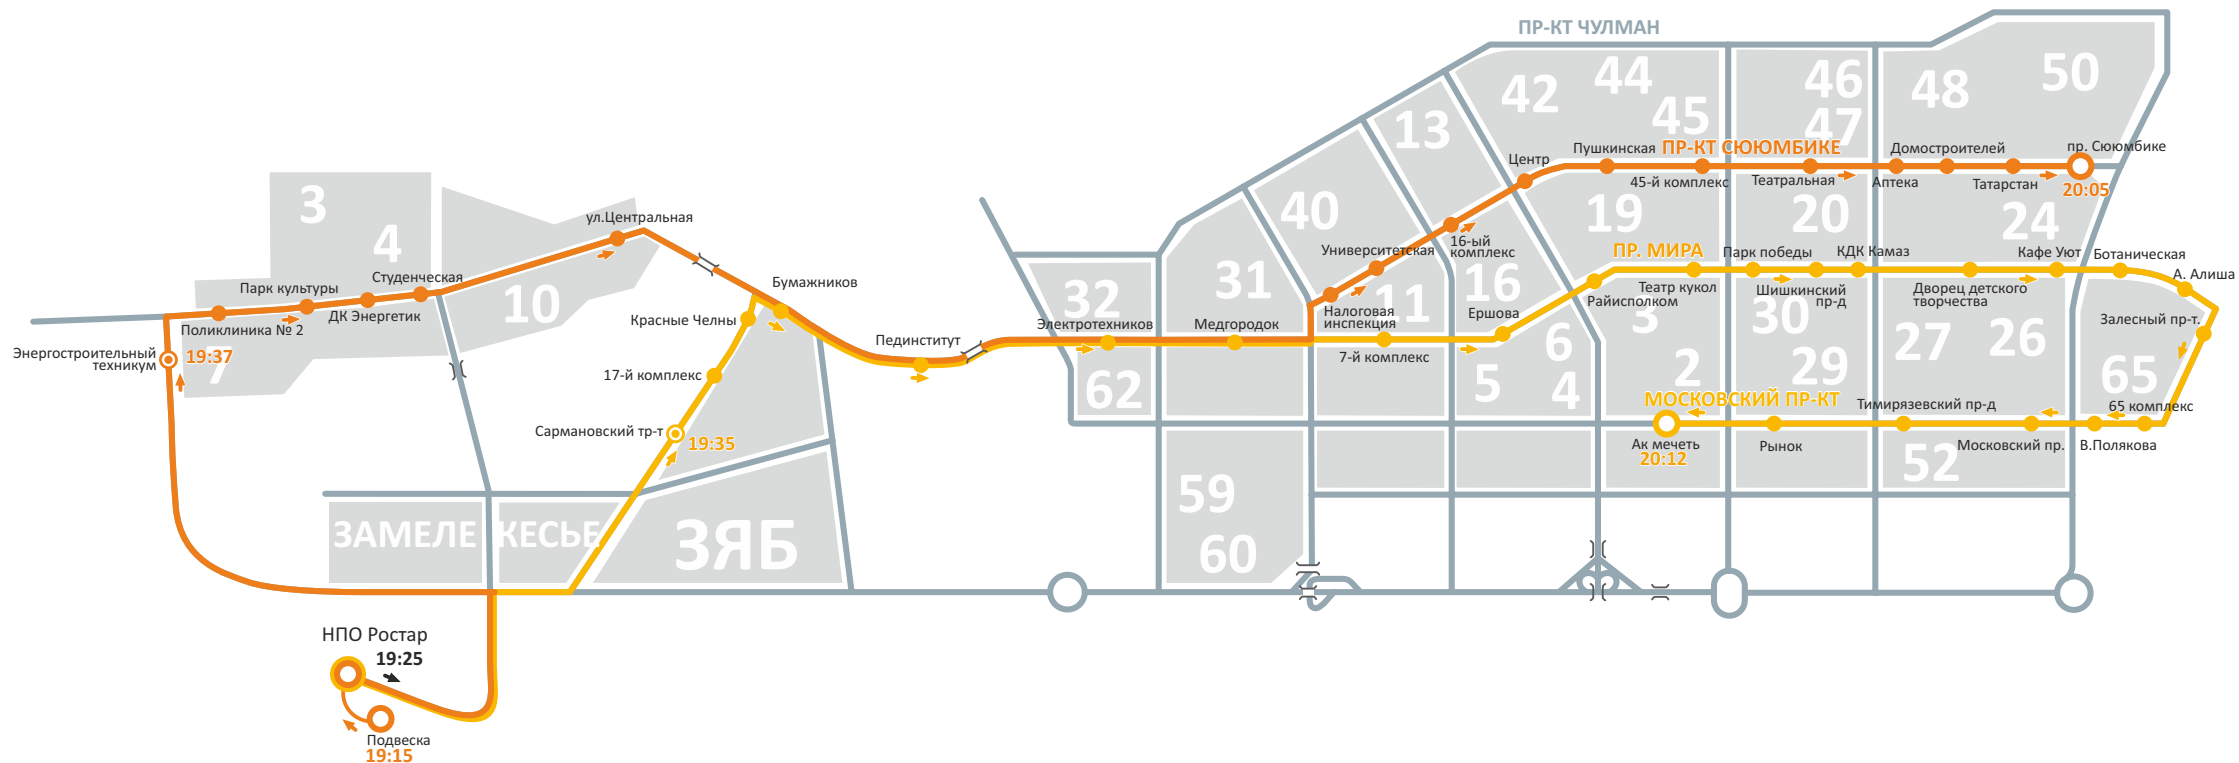 ПР-КТ ЧУЛМАН
42
44
45
46
47
48
50
13
40
31
32
62
3
4
7
10
19
20
24
11
16
5
6
4
3
2
30
29
27
26
65
52
59
60
ЗАМЕЛЕКЕСЬЕ
ЗЯБ
Пушкинская
ПР-КТ СЮЮМБИКЕ
Домостроителей
пр. Сююмбике
20:05
Центр
45-й комплекс
Театральная
Аптека
Татарстан
ул.Центральная
Студенческая
Парк культуры
ДК Энергетик
Поликлиника № 2
Энергостроительный
техникум
19:37
Бумажников
Красные Челны
17-й комплекс
Сармановский тр-т
19:35
Пединститут
Электротехников
Медгородок
Университетская
16-ый
комплекс
Налоговая
инспекция
7-й комплекс
Ершова
Райисполком
ПР. МИРА
Театр кукол
Парк победы
Шишкинский
пр-д
КДК Камаз
Дворец детского
творчества
Кафе Уют
Ботаническая
А. Алиша
Залесный пр-т.
65 комплекс
В.Полякова
Московский пр.
Тимирязевский пр-д
Рынок
МОСКОВСКИЙ ПР-КТ
Ак мечеть
20:12
НПО Ростар
19:25
Подвеска
19:15